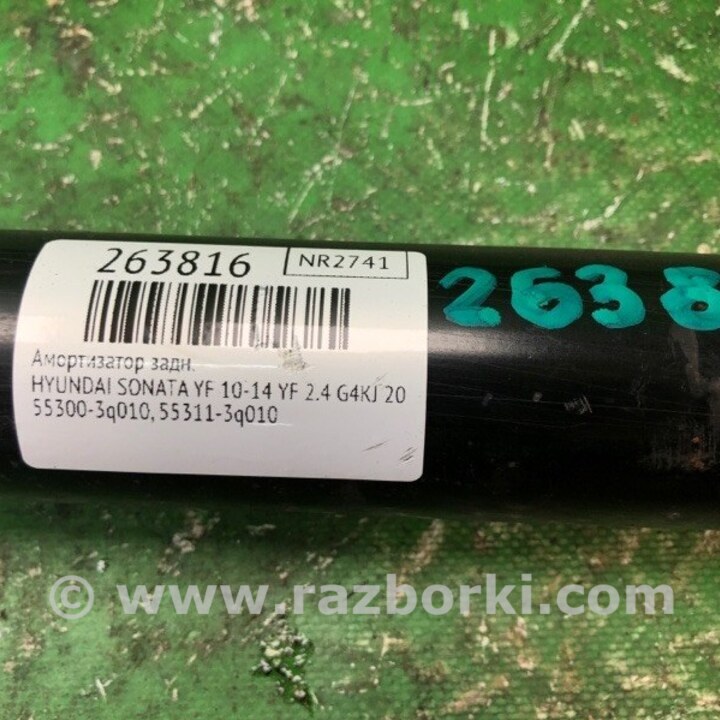 263816 NR2741
Амортизатор задн.
HYUNDAI SONATA YF 10-14 YF 2.4 G4KJ 20
55300-3q010, 55311-3q010
2638
© www.razborki.com